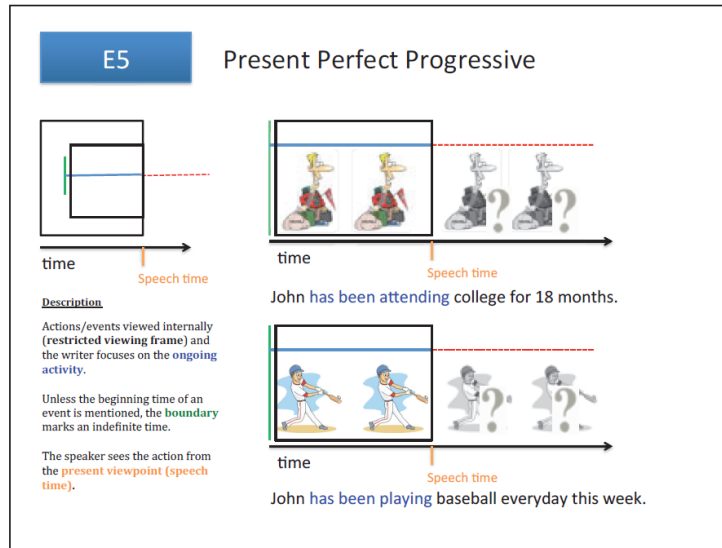 E5
Present Perfect Progressive
time
Speech time
Description
Actions/events viewed internally
(restricted viewing frame) and
the writer focuses on the ongoing
activity.
Unless the beginning time of an
event is mentioned, the boundary
marks an indefinite time.
The speaker sees the action from
the present viewpoint (speech
time).
? ?
time
Speech time
John has been attending college for 18 months.
? ?
time
Speech time
John has been playing baseball everyday this week.